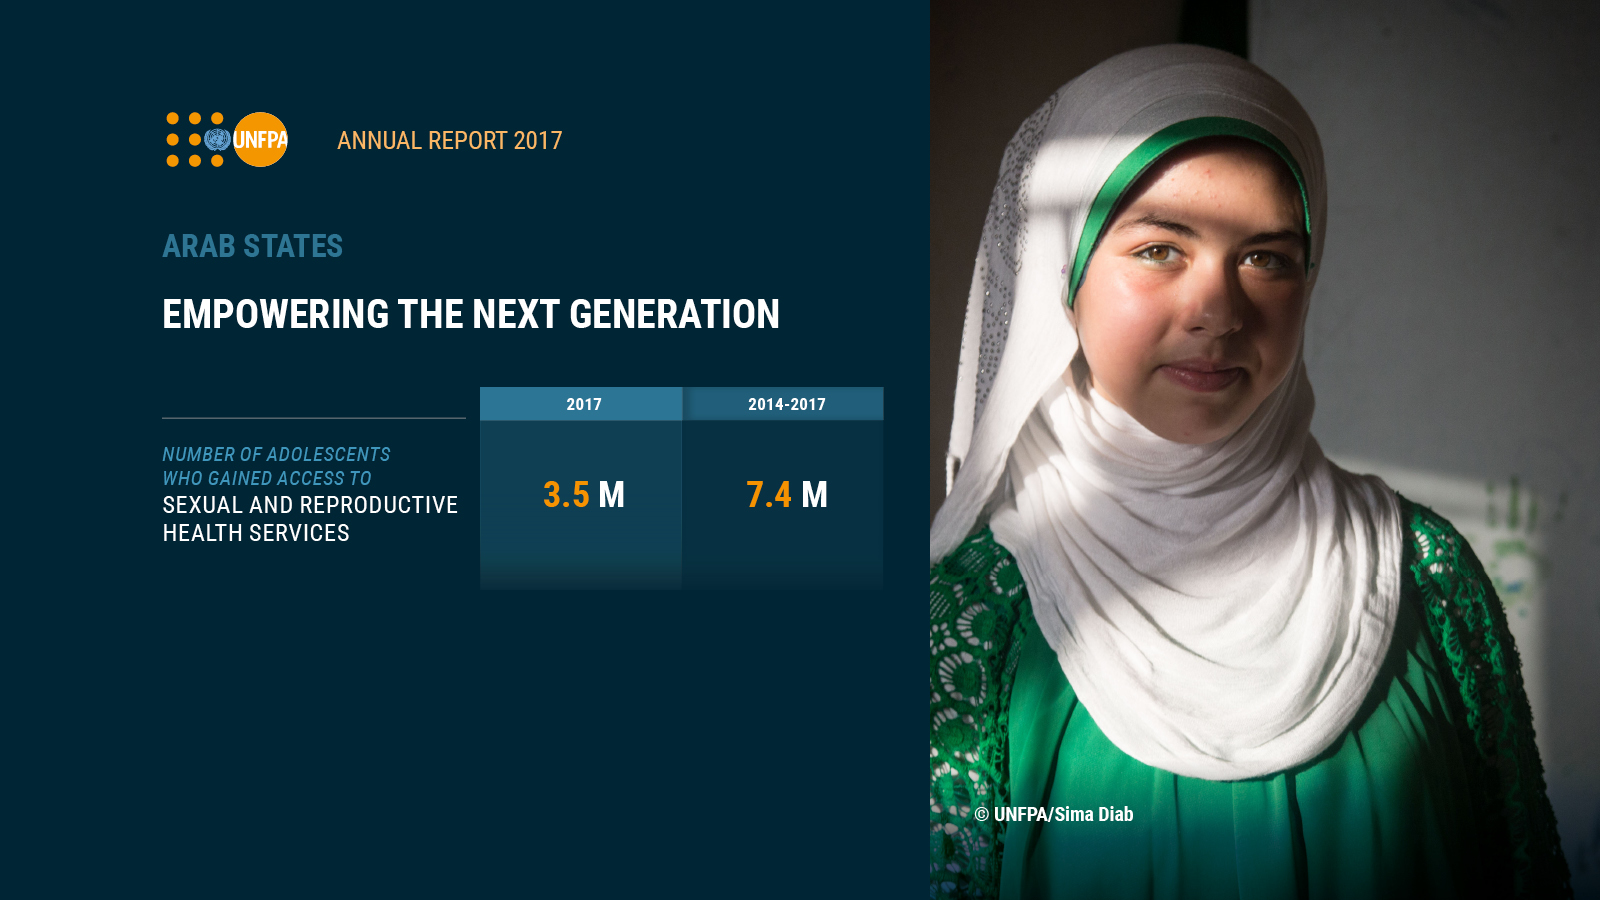 UNFPA
ANNUAL REPORT 2017
ARAB STATES
EMPOWERING THE NEXT GENERATION
2017
2014-2017
NUMBER OF ADOLESCENTS
WHO GAINED ACCESS TO
SEXUAL AND REPRODUCTIVE
HEALTH SERVICES
3.5 M
7.4 M
© UNFPA/Sima Diab